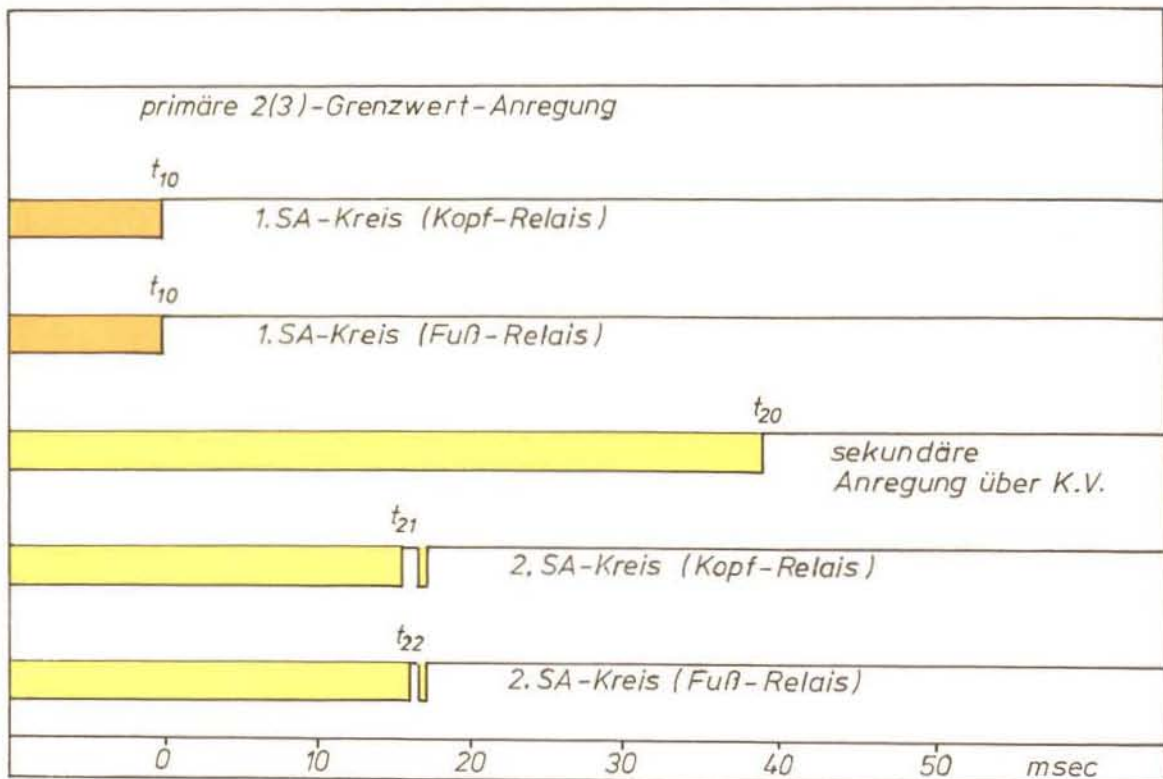 primäre 2(3)-Grenzwert-Anregung
t10
1.SA-Kreis (Kopf-Relais)
t10
1.SA-Kreis (Fuß-Relais)
t20
sekundäre
Anregung über K.V.
t21
2.SA-Kreis (Kopf-Relais)
t22
2.SA-Kreis (Fuß-Relais)
0 10 20 30 40 50 msec